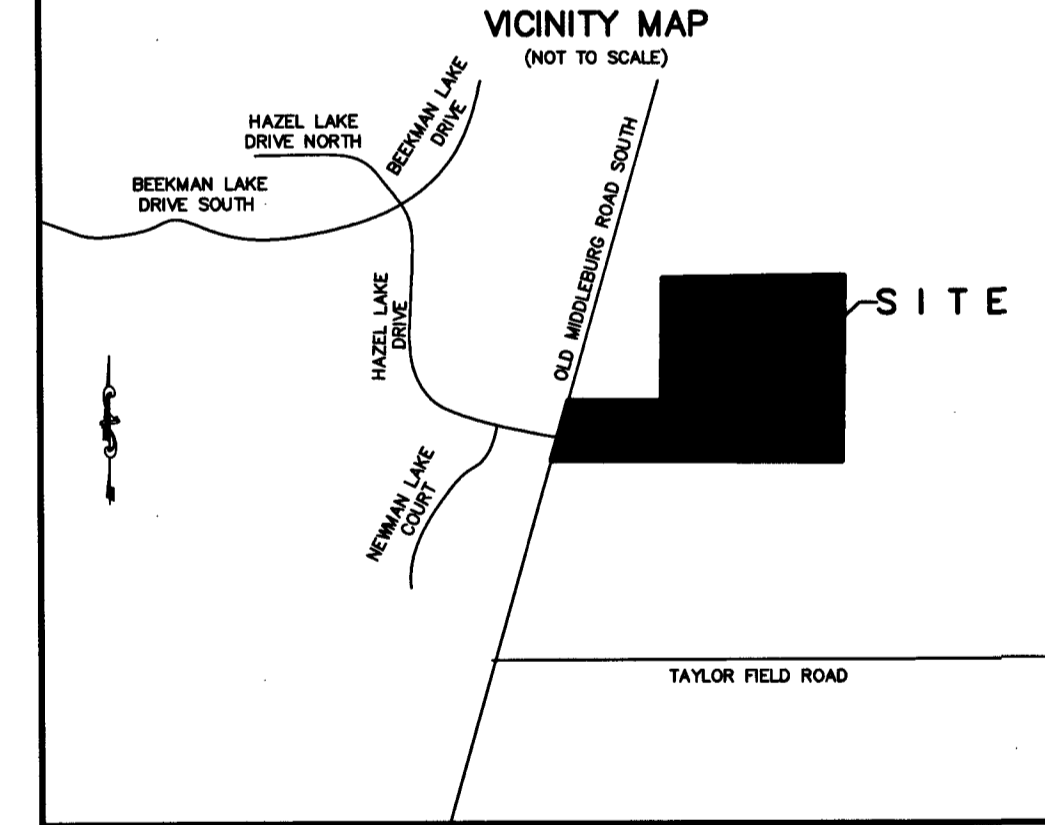 VICINITY MAP
(NOT TO SCALE)
BEEKMAN LAKE
DRIVE
HAZEL LAKE
DRIVE NORTH
BEEKMAN LAKE
DRIVE SOUTH
OLD MIDDLEBURG ROAD SOUTH
HAZEL LAKE
DRIVE
SITE
NEWMAN LAKE
COURT
TAYLOR FIELD ROAD